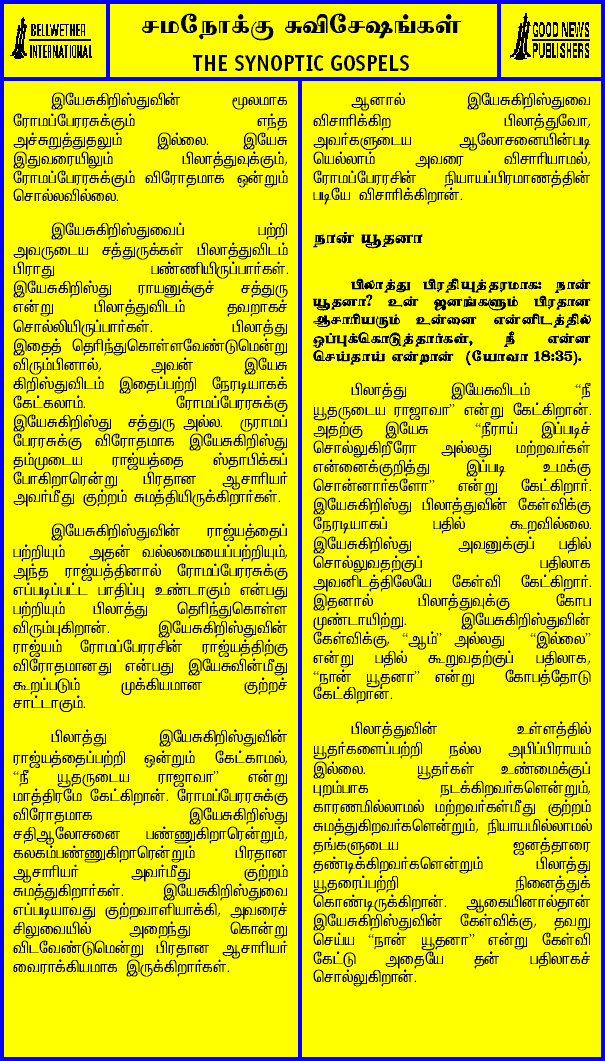 BELLWETHER
INTERNATIONAL
சமநோக்கு சுவிசேஷங்கள்
THE SYNOPTIC GOSPELS
GOOD NEWS
PUBLISHERS
இயேசுகிறிஸ்துவின் மூலமாக
ரோமப்பேரரசுக்கும் எந்த
அச்சுறுத்துதலும் இல்லை. இயேசு
இதுவரையிலும் பிலாத்துவுக்கும்,
ரோமப்பேரரசுக்கும் விரோதமாக ஒன்றும்
சொல்லவில்லை.
இயேசுகிறிஸ்துவைப் பற்றி
அவருடைய சத்துருக்கள் பிலாத்துவிடம்
பிராது பண்ணியிருப்பார்கள்.
இயேசுகிறிஸ்து ராயனுக்குச் சத்துரு
என்று பிலாத்துவிடம் தவறாகச்
சொல்லியிருப்பார்கள். பிலாத்து
இதைத் தெரிந்துகொள்ளவேண்டுமென்று
விரும்பினால், அவன் இயேசு
கிறிஸ்துவிடம் இதைப்பற்றி நேரடியாகக்
கேட்கலாம். ரோமப்பேரரசுக்கு
இயேசுகிறிஸ்து சத்துரு அல்ல. ருராமப்
பேரரசுக்கு விரோதமாக இயேசுகிறிஸ்து
தம்முடைய ராஜ்யத்தை ஸ்தாபிக்கப்
போகிறாரென்று பிரதான ஆசாரியர்
அவர்மீது குற்றம் சுமத்தியிருக்கிறார்கள்.
இயேசுகிறிஸ்துவின் ராஜ்யத்தைப்
பற்றியும் அதன் வல்லமையைப்பற்றியும்,
அந்த ராஜ்யத்தினால் ரோமப்பேரரசுக்கு
எப்படிப்பட்ட பாதிப்பு உண்டாகும் என்பது
பற்றியும் பிலாத்து தெரிந்துகொள்ள
விரும்புகிறான். இயேசுகிறிஸ்துவின்
ராஜ்யம் ரோமப்பேரரசின் ராஜ்யத்திற்கு
விரோதமானது என்பது இயேசுவின்மீது
கூறப்படும் முக்கியமான குற்றச்
சாட்டாகும்.
பிலாத்து இயேசுகிறிஸ்துவின்
ராஜ்யத்தைப்பற்றி ஒன்றும் கேட்காமல்,
“நீ யூதருடைய ராஜாவா” என்று
மாத்திரமே கேட்கிறான். ரோமப்பேரரசுக்கு
விரோதமாக இயேசுகிறிஸ்து
சதிஆலோசனை பண்ணுகிறாரென்றும்,
கலகம்பண்ணுகிறாரென்றும் பிரதான
ஆசாரியர் அவர்மீது குற்றம்
சுமத்துகிறார்கள். இயேசுகிறிஸ்துவை
எப்படியாவது குற்றவாளியாக்கி, அவரைச்
சிலுவையில் அறைந்து கொன்று
விடவேண்டுமென்று பிரதான ஆசாரியர்
வைராக்கியமாக இருக்கிறார்கள்.
ஆனால் இயேசுகிறிஸ்துவை
விசாரிக்கிற பிலாத்துவோ,
அவர்களுடைய ஆலோசனையின்படி
யெல்லாம் அவரை விசாரியாமல்,
ரோமப்பேரரசின் நியாயப்பிரமாணத்தின்
படியே விசாரிக்கிறான்.
நான் யூதனா
பிலாத்து பிரதியுத்தரமாக: நான்
யூதனா? உன் ஜனங்களும் பிரதான
ஆசாரியரும் உன்னை என்னிடத்தில்
ஒப்புக்கொடுத்தார்கள், நீ என்ன
செய்தாய் என்றான் (யோவா 18:35).
பிலாத்து இயேசுவிடம் “நீ
யூதருடைய ராஜாவா” என்று கேட்கிறான்.
அதற்கு இயேசு “நீராய் இப்படிச்
சொல்லுகிறீரோ அல்லது மற்றவர்கள்
என்னைக்குறித்து இப்படி உமக்கு
சொன்னார்களோ” என்று கேட்கிறார்.
இயேசுகிறிஸ்து பிலாத்துவின் கேள்விக்கு
நேரடியாகப் பதில் கூறவில்லை.
இயேசுகிறிஸ்து அவனுக்குப் பதில்
சொல்லுவதற்குப் பதிலாக
அவனிடத்திலேயே கேள்வி கேட்கிறார்.
இதனால் பிலாத்துவுக்கு கோப
முண்டாயிற்று. இயேசுகிறிஸ்துவின்
கேள்விக்கு, “ஆம்” அல்லது “இல்லை”
என்று பதில் கூறுவதற்குப் பதிலாக,
“நான் யூதனா” என்று கோபத்தோடு
கேட்கிறான்.
பிலாத்துவின் உள்ளத்தில்
யூதர்களைப்பற்றி நல்ல அபிப்பிராயம்
இல்லை. யூதர்கள் உண்மைக்குப்
புறம்பாக நடக்கிறவர்களென்றும்,
காரணமில்லாமல் மற்றவர்கள்மீது குற்றம்
சுமத்துகிறவர்களென்றும், நியாயமில்லாமல்
தங்களுடைய ஜனத்தாரை
தண்டிக்கிறவர்களென்றும் பிலாத்து
யூதரைப்பற்றி நினைத்துக்
கொண்டிருக்கிறான். ஆகையினால்தான்
இயேசுகிறிஸ்துவின் கேள்விக்கு, தவறு
செய்ய “நான் யூதனா” என்று கேள்வி
கேட்டு அதையே தன் பதிலாகச்
சொல்லுகிறான்.